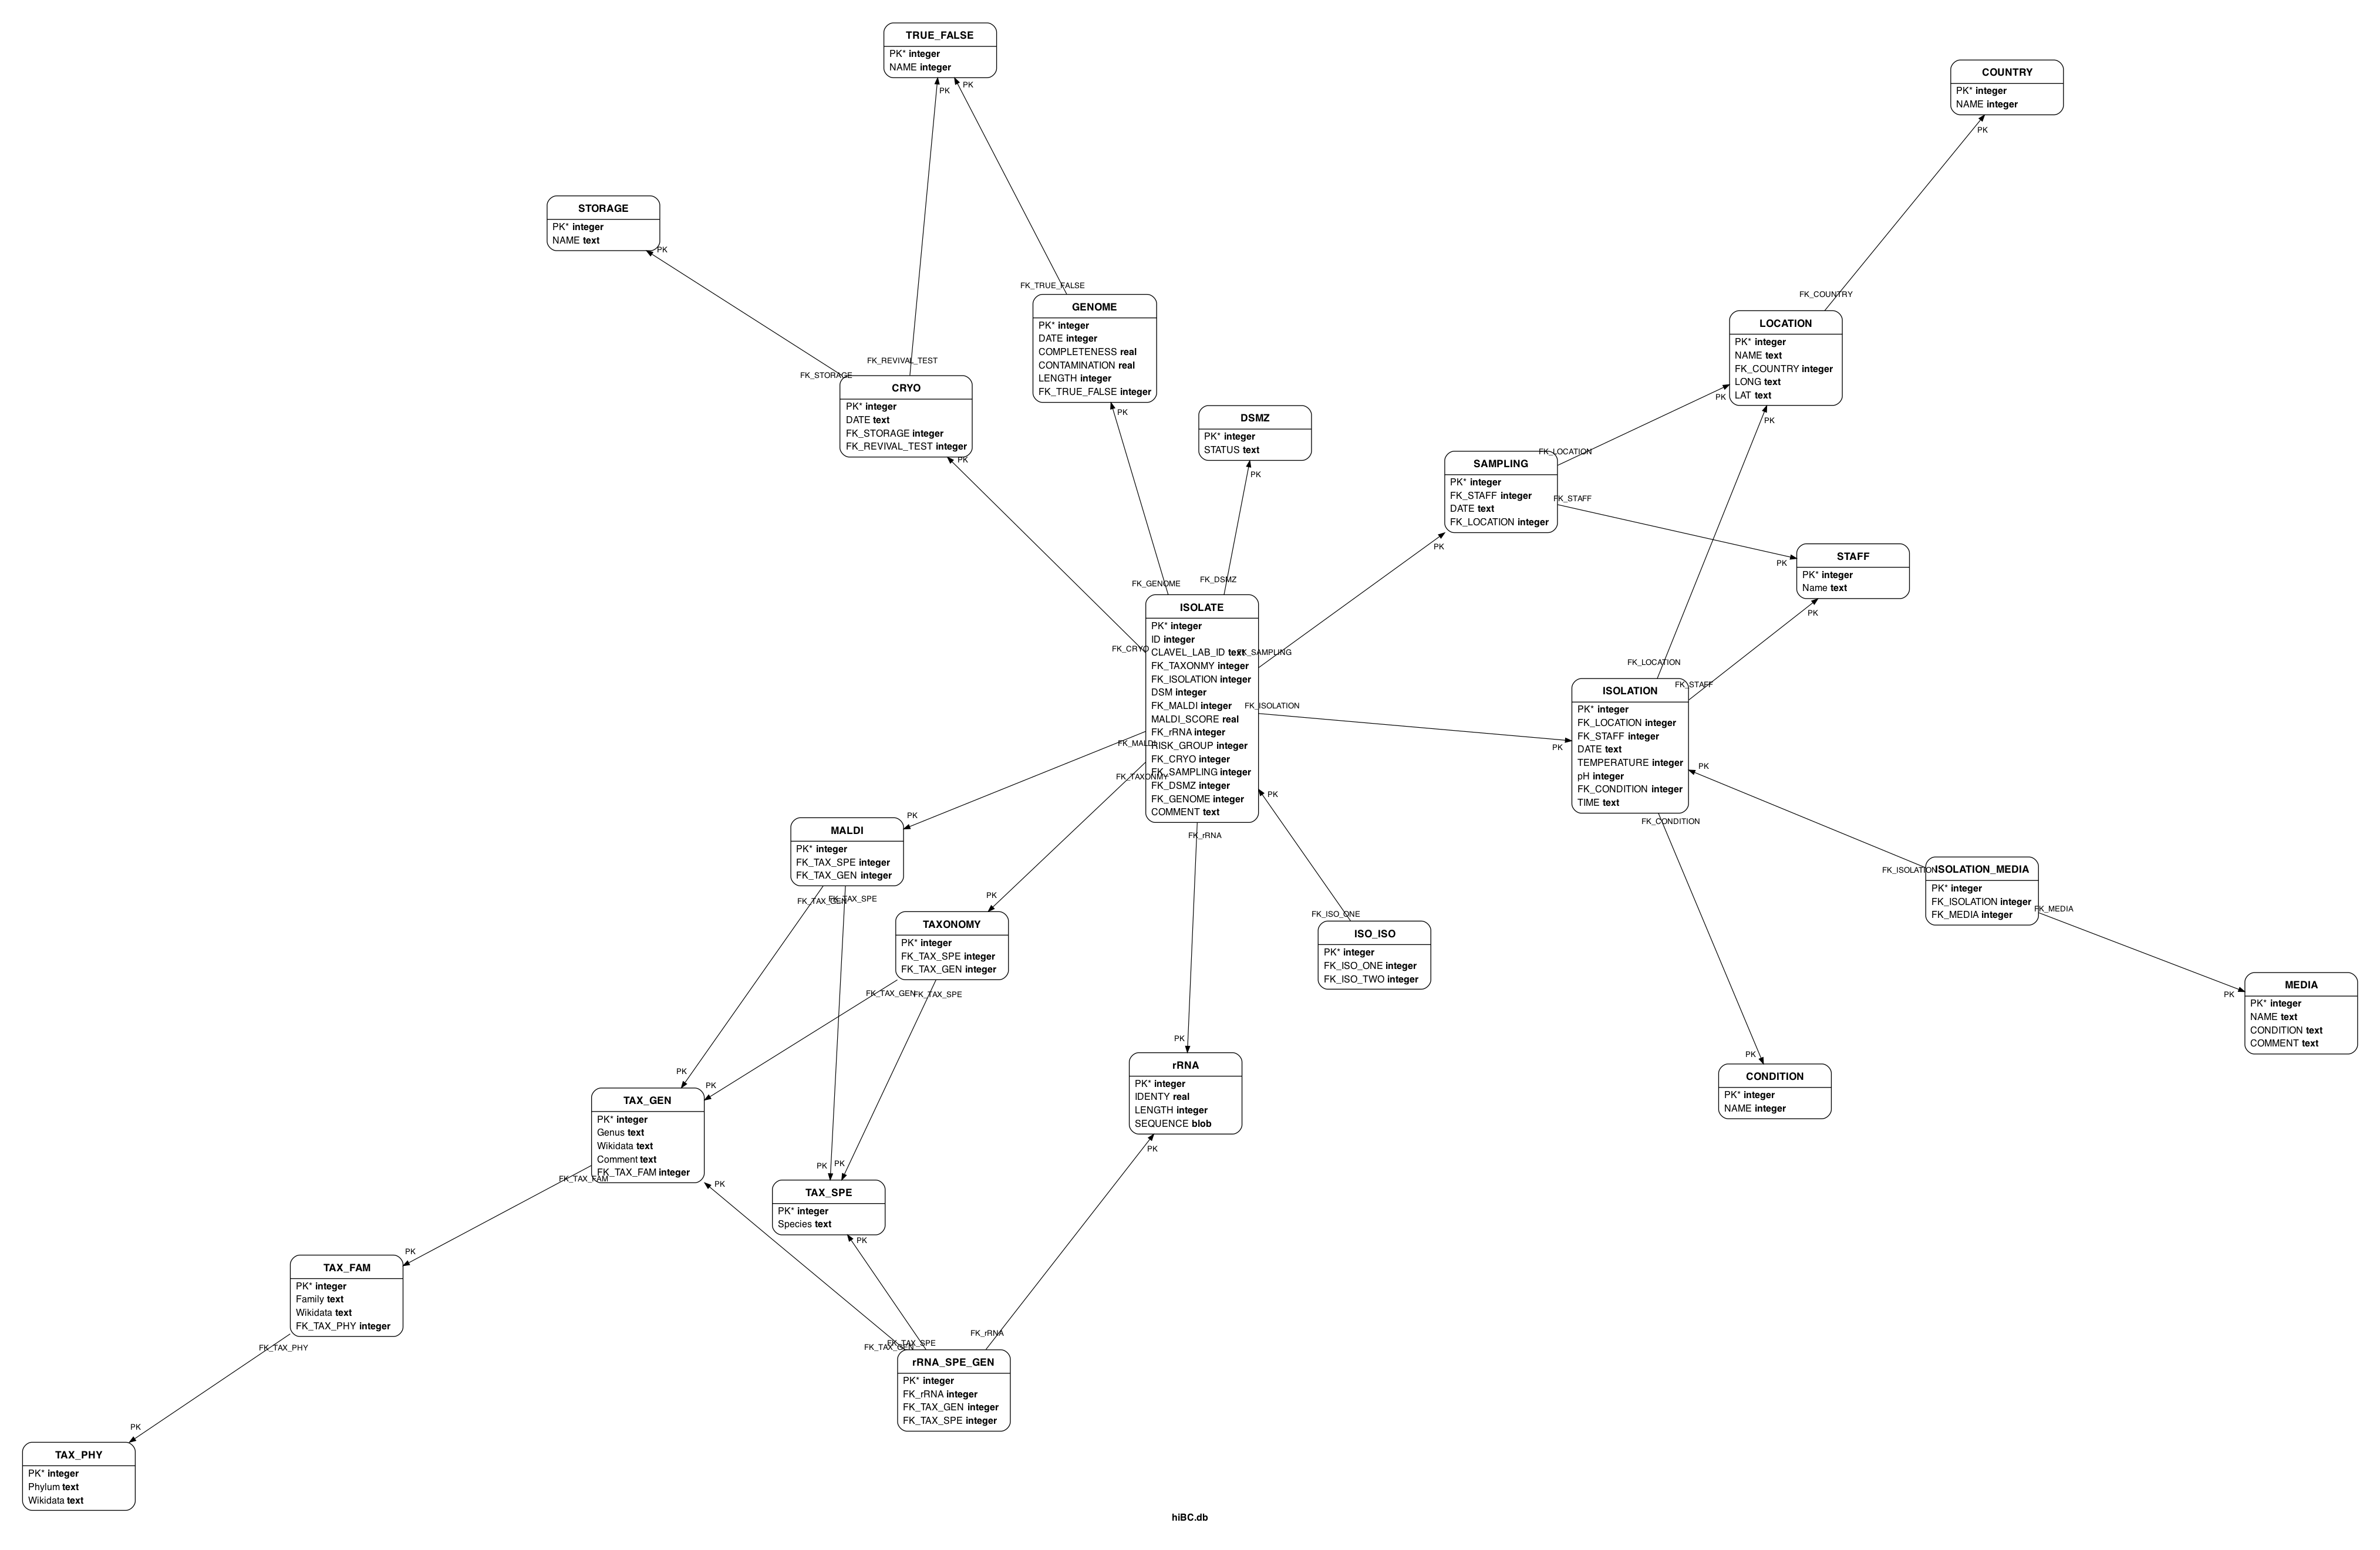 TRUE_FALSE
PK* integer
NAME integer
PK
PK
COUNTRY
PK* integer
NAME integer
PK
STORAGE
PK* integer
NAME text
PK
FK_TRUE_FALSE
GENOME
PK* integer
DATE integer
COMPLETENESS real
CONTAMINATION real
LENGTH integer
FK_TRUE_FALSE integer
PK
FK_COUNTRY
LOCATION
PK* integer
NAME text
FK_COUNTRY integer
LONG text
LAT text
PK
PK
FK_REVIVAL_TEST
FK_STORAGE
CRYO
PK* integer
DATE text
FK_STORAGE integer
FK_REVIVAL_TEST integer
PK
DSMZ
PK* integer
STATUS text
PK
FK_LOCATION
SAMPLING
PK* integer
FK_STAFF integer
DATE text
FK_LOCATION integer
FK_STAFF
PK
STAFF
PK* integer
Name text
PK
PK
FK_GENOME
FK_DSMZ
ISOLATE
PK* integer
ID integer
CLAVEL_LAB_ID text
FK_TAXONMY integer
FK_ISOLATION integer
DSM integer
FK_MALDI integer
MALDI_SCORE real
FK_rRNA integer
RISK_GROUP integer
FK_CRYO integer
FK_SAMPLING integer
FK_DSMZ integer
FK_GENOME integer
COMMENT text
FK_CRYO
FK_SAMPLING
FK_ISOLATION
FK_MALDI
FK_TAXONMY
FK_rRNA
PK
FK_LOCATION
FK_STAFF
ISOLATION
PK* integer
FK_LOCATION integer
FK_STAFF integer
DATE text
TEMPERATURE integer
pH integer
FK_CONDITION integer
TIME text
PK
PK
FK_CONDITION
MALDI
PK* integer
FK_TAX_SPE integer
FK_TAX_GEN integer
PK
FK_TAX_GEN
FK_TAX_SPE
FK_ISOLATION
ISOLATION_MEDIA
PK* integer
FK_ISOLATION integer
FK_MEDIA integer
FK_MEDIA
PK
TAXONOMY
PK* integer
FK_TAX_SPE integer
FK_TAX_GEN integer
FK_TAX_GEN
FK_TAX_SPE
FK_ISO_ONE
ISO_ISO
PK* integer
FK_ISO_ONE integer
FK_ISO_TWO integer
PK
MEDIA
PK* integer
NAME text
CONDITION text
COMMENT text
PK
rRNA
PK* integer
IDENTY real
LENGTH integer
SEQUENCE blob
PK
PK
CONDITION
PK* integer
NAME integer
PK
PK
TAX_GEN
PK* integer
Genus text
Wikidata text
Comment text
FK_TAX_FAM integer
FK_TAX_FAM
PK
PK
PK
TAX_SPE
PK* integer
Species text
PK
PK
TAX_FAM
PK* integer
Family text
Wikidata text
FK_TAX_PHY integer
FK_TAX_PHY
FK_rRNA
FK_TAX_SPE
FK_TAX_GEN
rRNA_SPE_GEN
PK* integer
FK_rRNA integer
FK_TAX_GEN integer
FK_TAX_SPE integer
PK
TAX_PHY
PK* integer
Phylum text
Wikidata text
hiBC.db